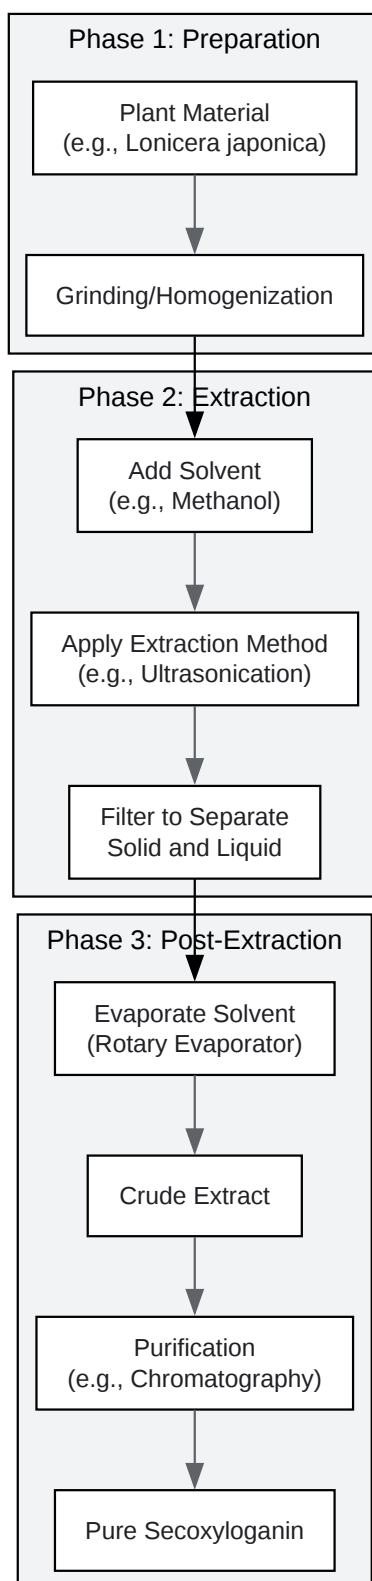 Phase 1: Preparation
Plant Material
(e.g., Lonicera japonica)
Grinding/Homogenization
Phase 2: Extraction
Add Solvent
(e.g., Methanol)
Apply Extraction Method
(e.g., Ultrasonication)
Filter to Separate
Solid and Liquid
Phase 3: Post-Extraction
Evaporate Solvent
(Rotary Evaporator)
Crude Extract
Purification
(e.g., Chromatography)
Pure Secoxyloganin